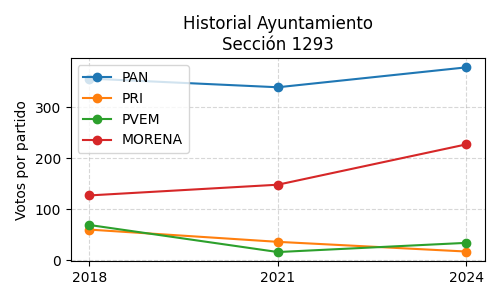 Historial Ayuntamiento
Sección 1293
PAN
PRI
PVEM
MORENA
Votos por partido
300
200
100
0
2018
2021
2024